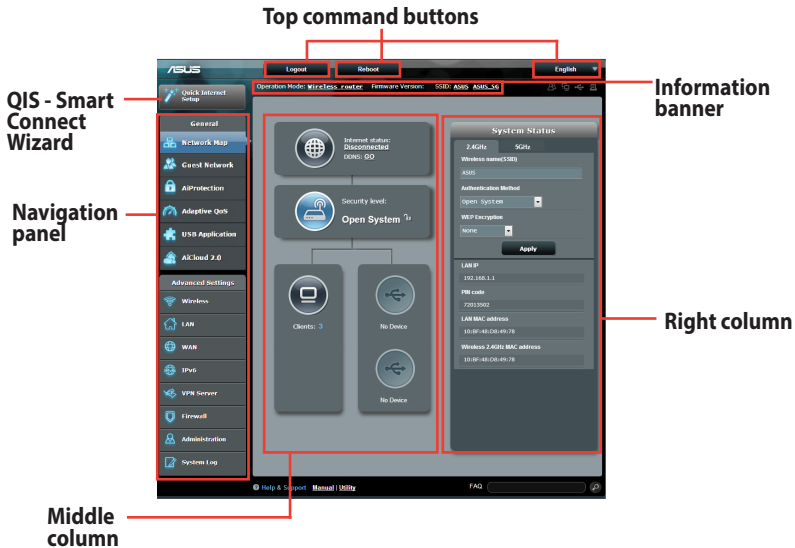 Top command buttons
/SUS
Logout
Reboot
English
Quick Internet
Setup
Operation Mode: Wireless router Firmware Version: SSID: ASUS ASUS_5G
Information
banner
QIS - Smart
Connect
Wizard
General
Network Map
Guest Network
AiProtection
Adaptive QoS
USB Application
AiCloud 2.0
Advanced Settings
Wireless
LAN
WAN
IPv6
VPN Server
Firewall
Administration
System Log
Navigation
panel
Internet status:
Disconnected
DDNS: GO
Security level:
Open System
Clients: 3
No Device
No Device
System Status
2.4GHz 5GHz
Wireless name(SSID)
ASUS
Authentication Method
Open System
WEP Encryption
None
Apply
LAN IP
192.168.1.1
PIN code
72013502
LAN MAC address
10:BF:48:D8:49:78
Wireless 2.4GHz MAC address
10:BF:48:D8:49:78
Right column
Help & Support Manual | Utility
FAQ
Middle
column